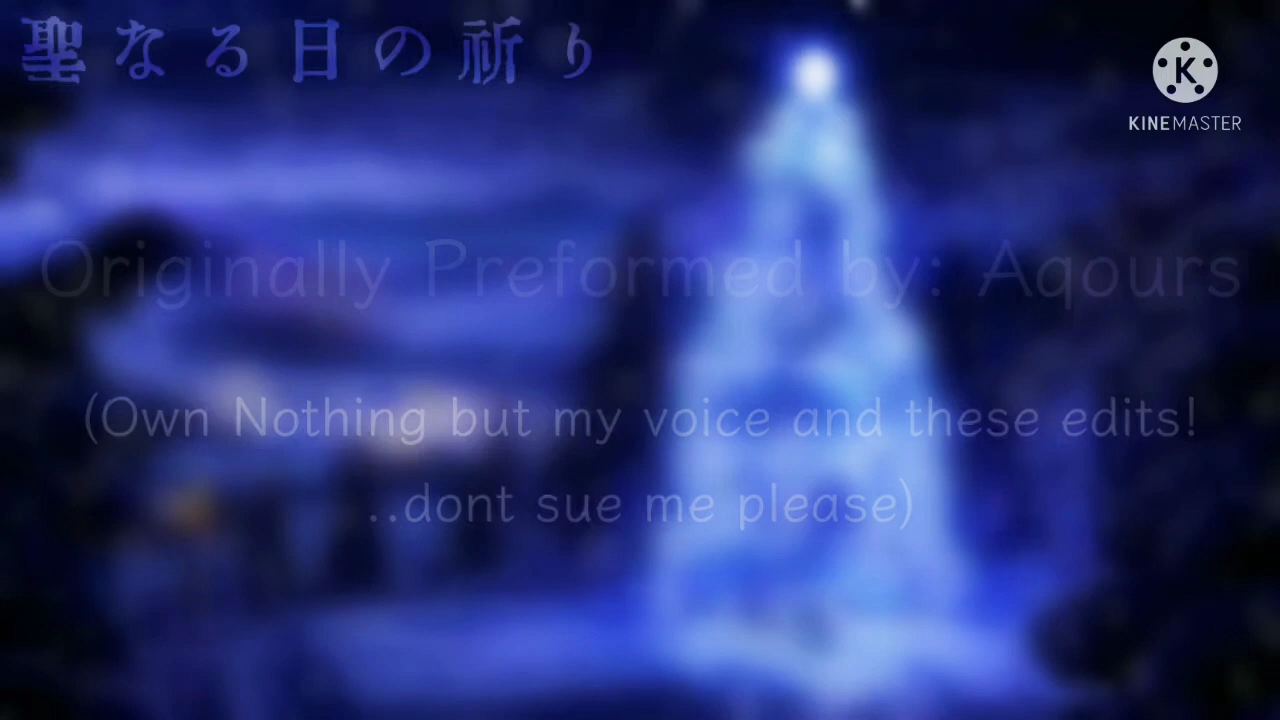 聖なる日の祈り
KINEMASTER
Originally Preformed by: Aqours
(Own Nothing but my voice and these edits!
..dont sue me please)